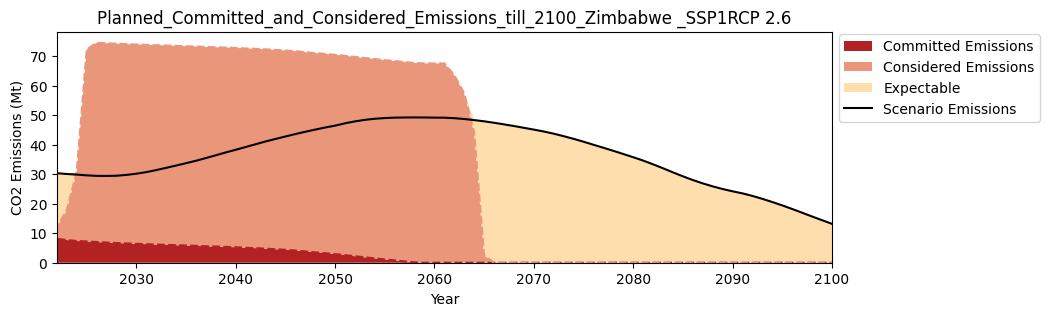 Planned_Committed_and_Considered_Emissions_till_2100_Zimbabwe _SSP1RCP 2.6
CO2 Emissions (Mt)
70
60
50
40
30
20
10
0
2030 2040 2050 2060 2070 2080 2090 2100
Year
Committed Emissions
Considered Emissions
Expectable
Scenario Emissions